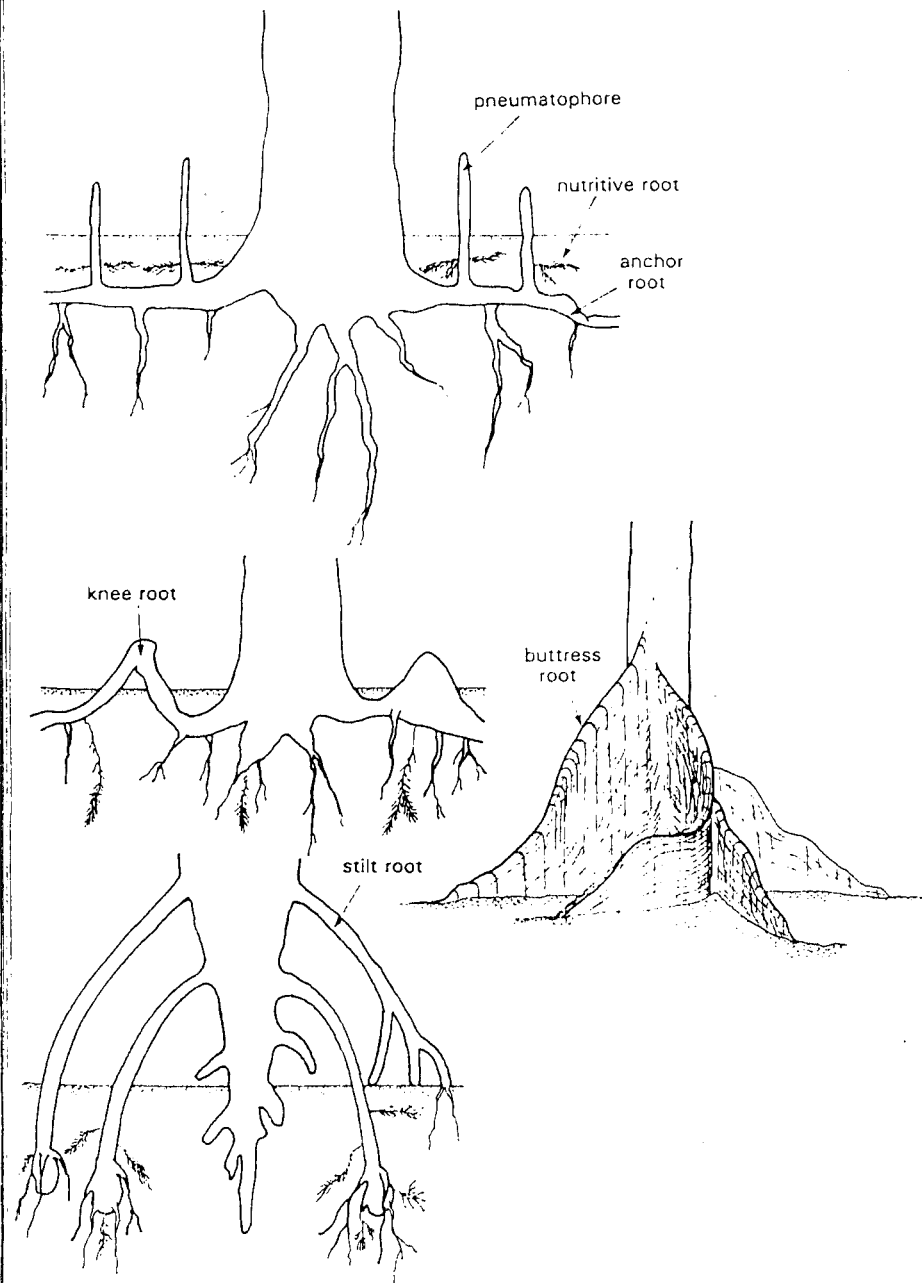 pneumatophore
nutritive root
anchor
root
knee root
buttress
root
stilt root